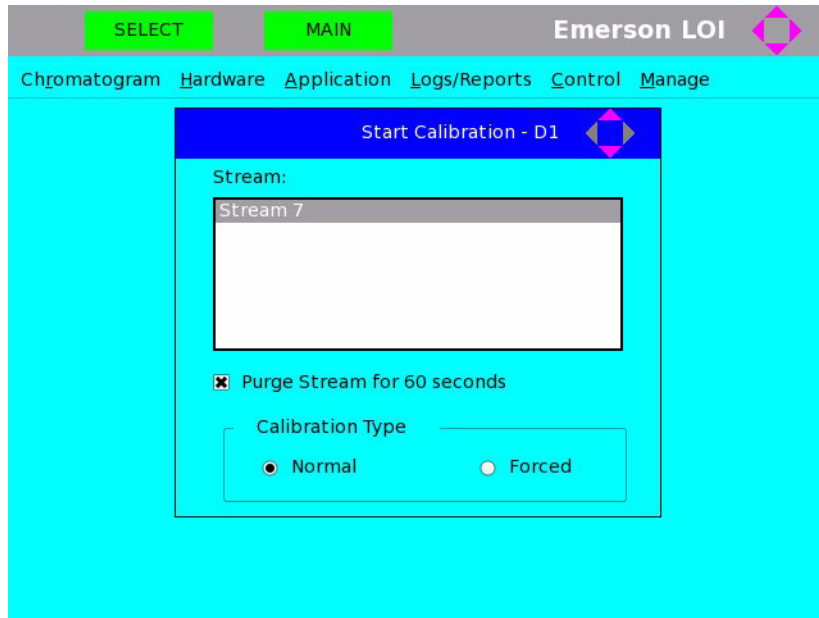 SELECT MAIN Emerson LOI
Chromatogram Hardware Application Logs/Reports Control Manage
Start Calibration - D1
Stream:
Stream 7
Purge Stream for 60 seconds
Calibration Type
Normal Forced